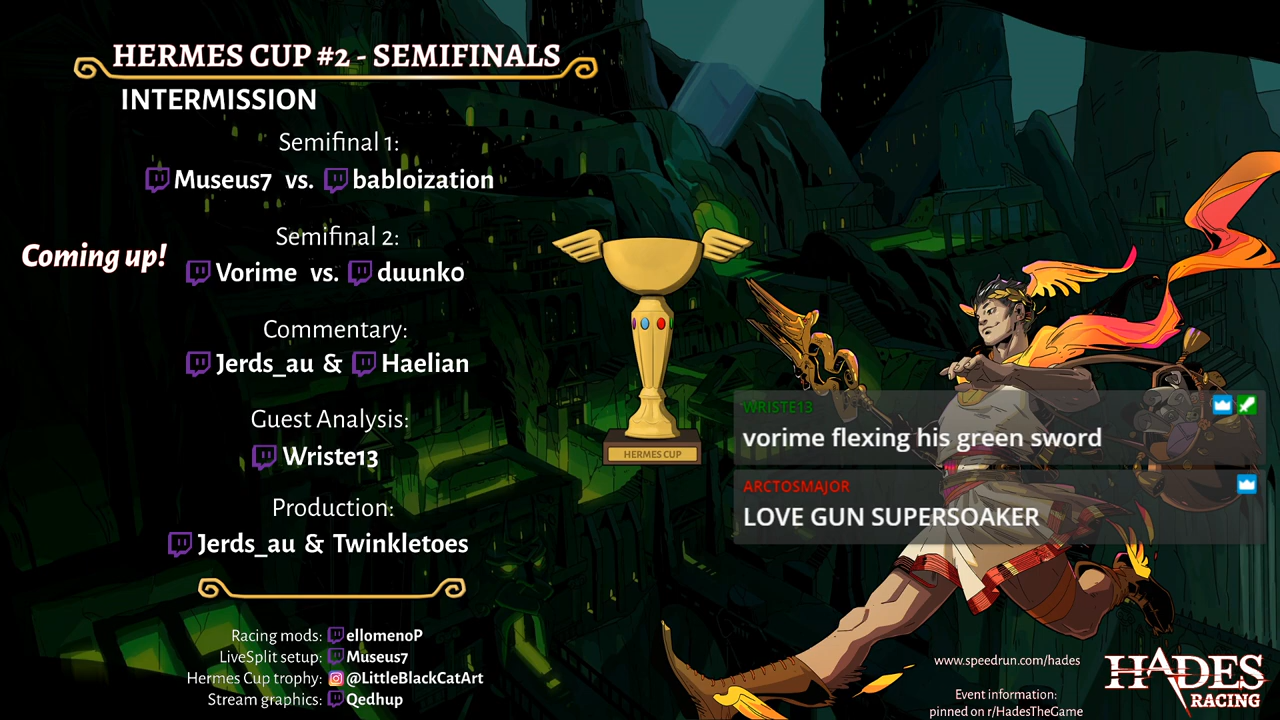 HERMES CUP #2 - SEMIFINALS
INTERMISSION
Semifinal 1:
Museus7 vs. babloization
Coming up!
Semifinal 2:
Vorime vs. duunko
Commentary:
Jerds_au & Haelian
Guest Analysis:
Wriste13
Production:
Jerds_au & Twinkletoes
Racing mods: ellomenoP
LiveSplit setup: Museus7
Hermes Cup trophy: @LittleBlackCatArt
Stream graphics: Qedhup
HERMES CUP
WRISTE13
vorime flexing his green sword
ARCTOSMAJOR
LOVE GUN SUPERSOAKER
www.speedrun.com/hades
Event information:
pinned on r/HadesTheGame
HADES
RACING